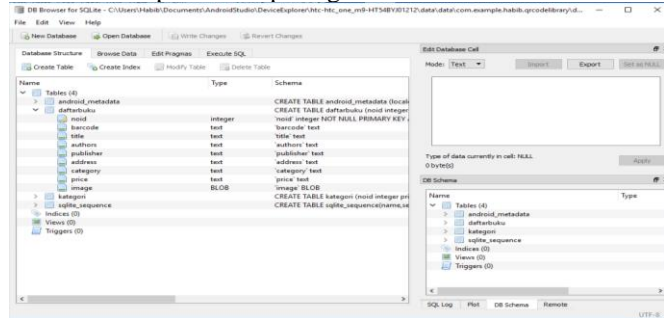 DB Browser for SQLite - C:\Users\Habib\Documents\AndroidStudio\DeviceExplorer\htc-htc_one_m9-HT54BYJ01212\data\data\com.example.habib.qrcodelibrary\d...
File Edit View Help
New Database Open Database Write Changes Revert Changes
Database Structure Browse Data Edit Pragmas Execute SQL
Create Table Create Index Modify Table Delete Table
Name Type Schema
Tables (4)
android_metadata CREATE TABLE android_metadata (locale
daftarbuku CREATE TABLE daftarbuku (noid integer
noid integer 'noid' integer NOT NULL PRIMARY KEY
barcode text 'barcode' text
title text 'title' text
authors text 'authors' text
publisher text 'publisher' text
address text 'address' text
category text 'category' text
price text 'price' text
image BLOB 'image' BLOB
kategori CREATE TABLE kategori (noid integer pri
sqlite_sequence CREATE TABLE sqlite_sequence(name,se
Indices (0)
Views (0)
Triggers (0)
Edit Database Cell
Mode: Text Import Export Set as NULL
Type of data currently in cell: NULL
0 byte(s)
Apply
DB Schema
Name Type
Tables (4)
android_metadata
daftarbuku
kategori
sqlite_sequence
Indices (0)
Views (0)
Triggers (0)
SQL Log Plot DB Schema Remote
UTF-8